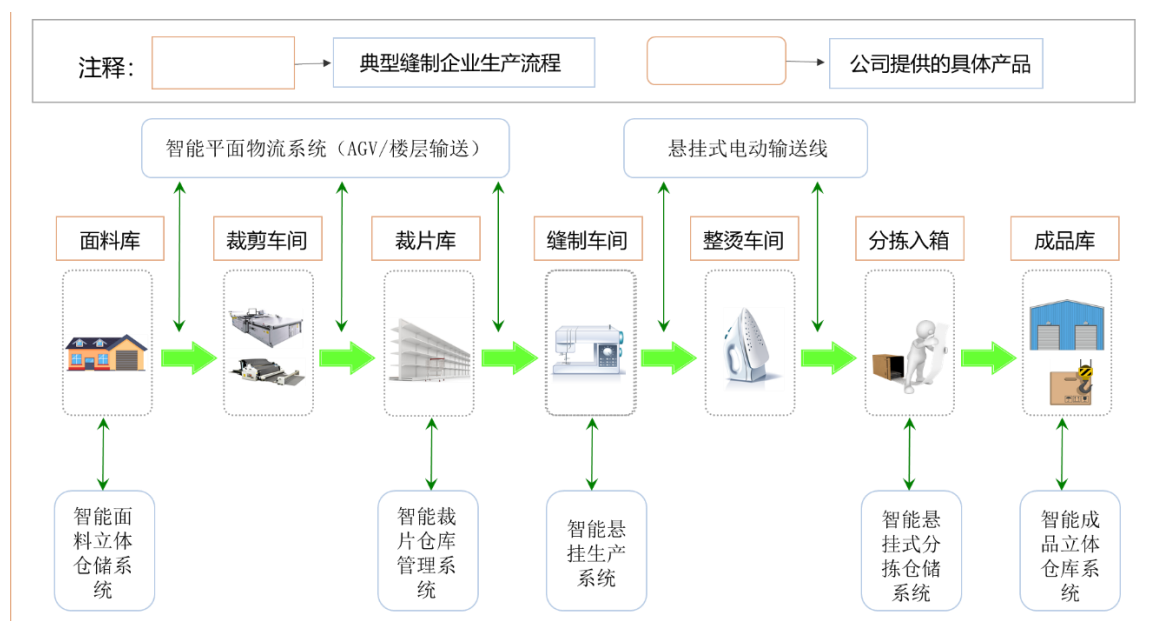 注释：
典型缝制企业生产流程
公司提供的具体产品
智能平面物流系统（AGV/楼层输送）
悬挂式电动输送线
面料库
裁剪车间
裁片库
缝制车间
整烫车间
分拣入箱
成品库
智能面
料立体
仓储系
统
智能裁
片仓库
管理系
统
智能悬
挂生产
系统
智能悬
挂式分
拣仓储
系统
智能成
品立体
仓库系
统